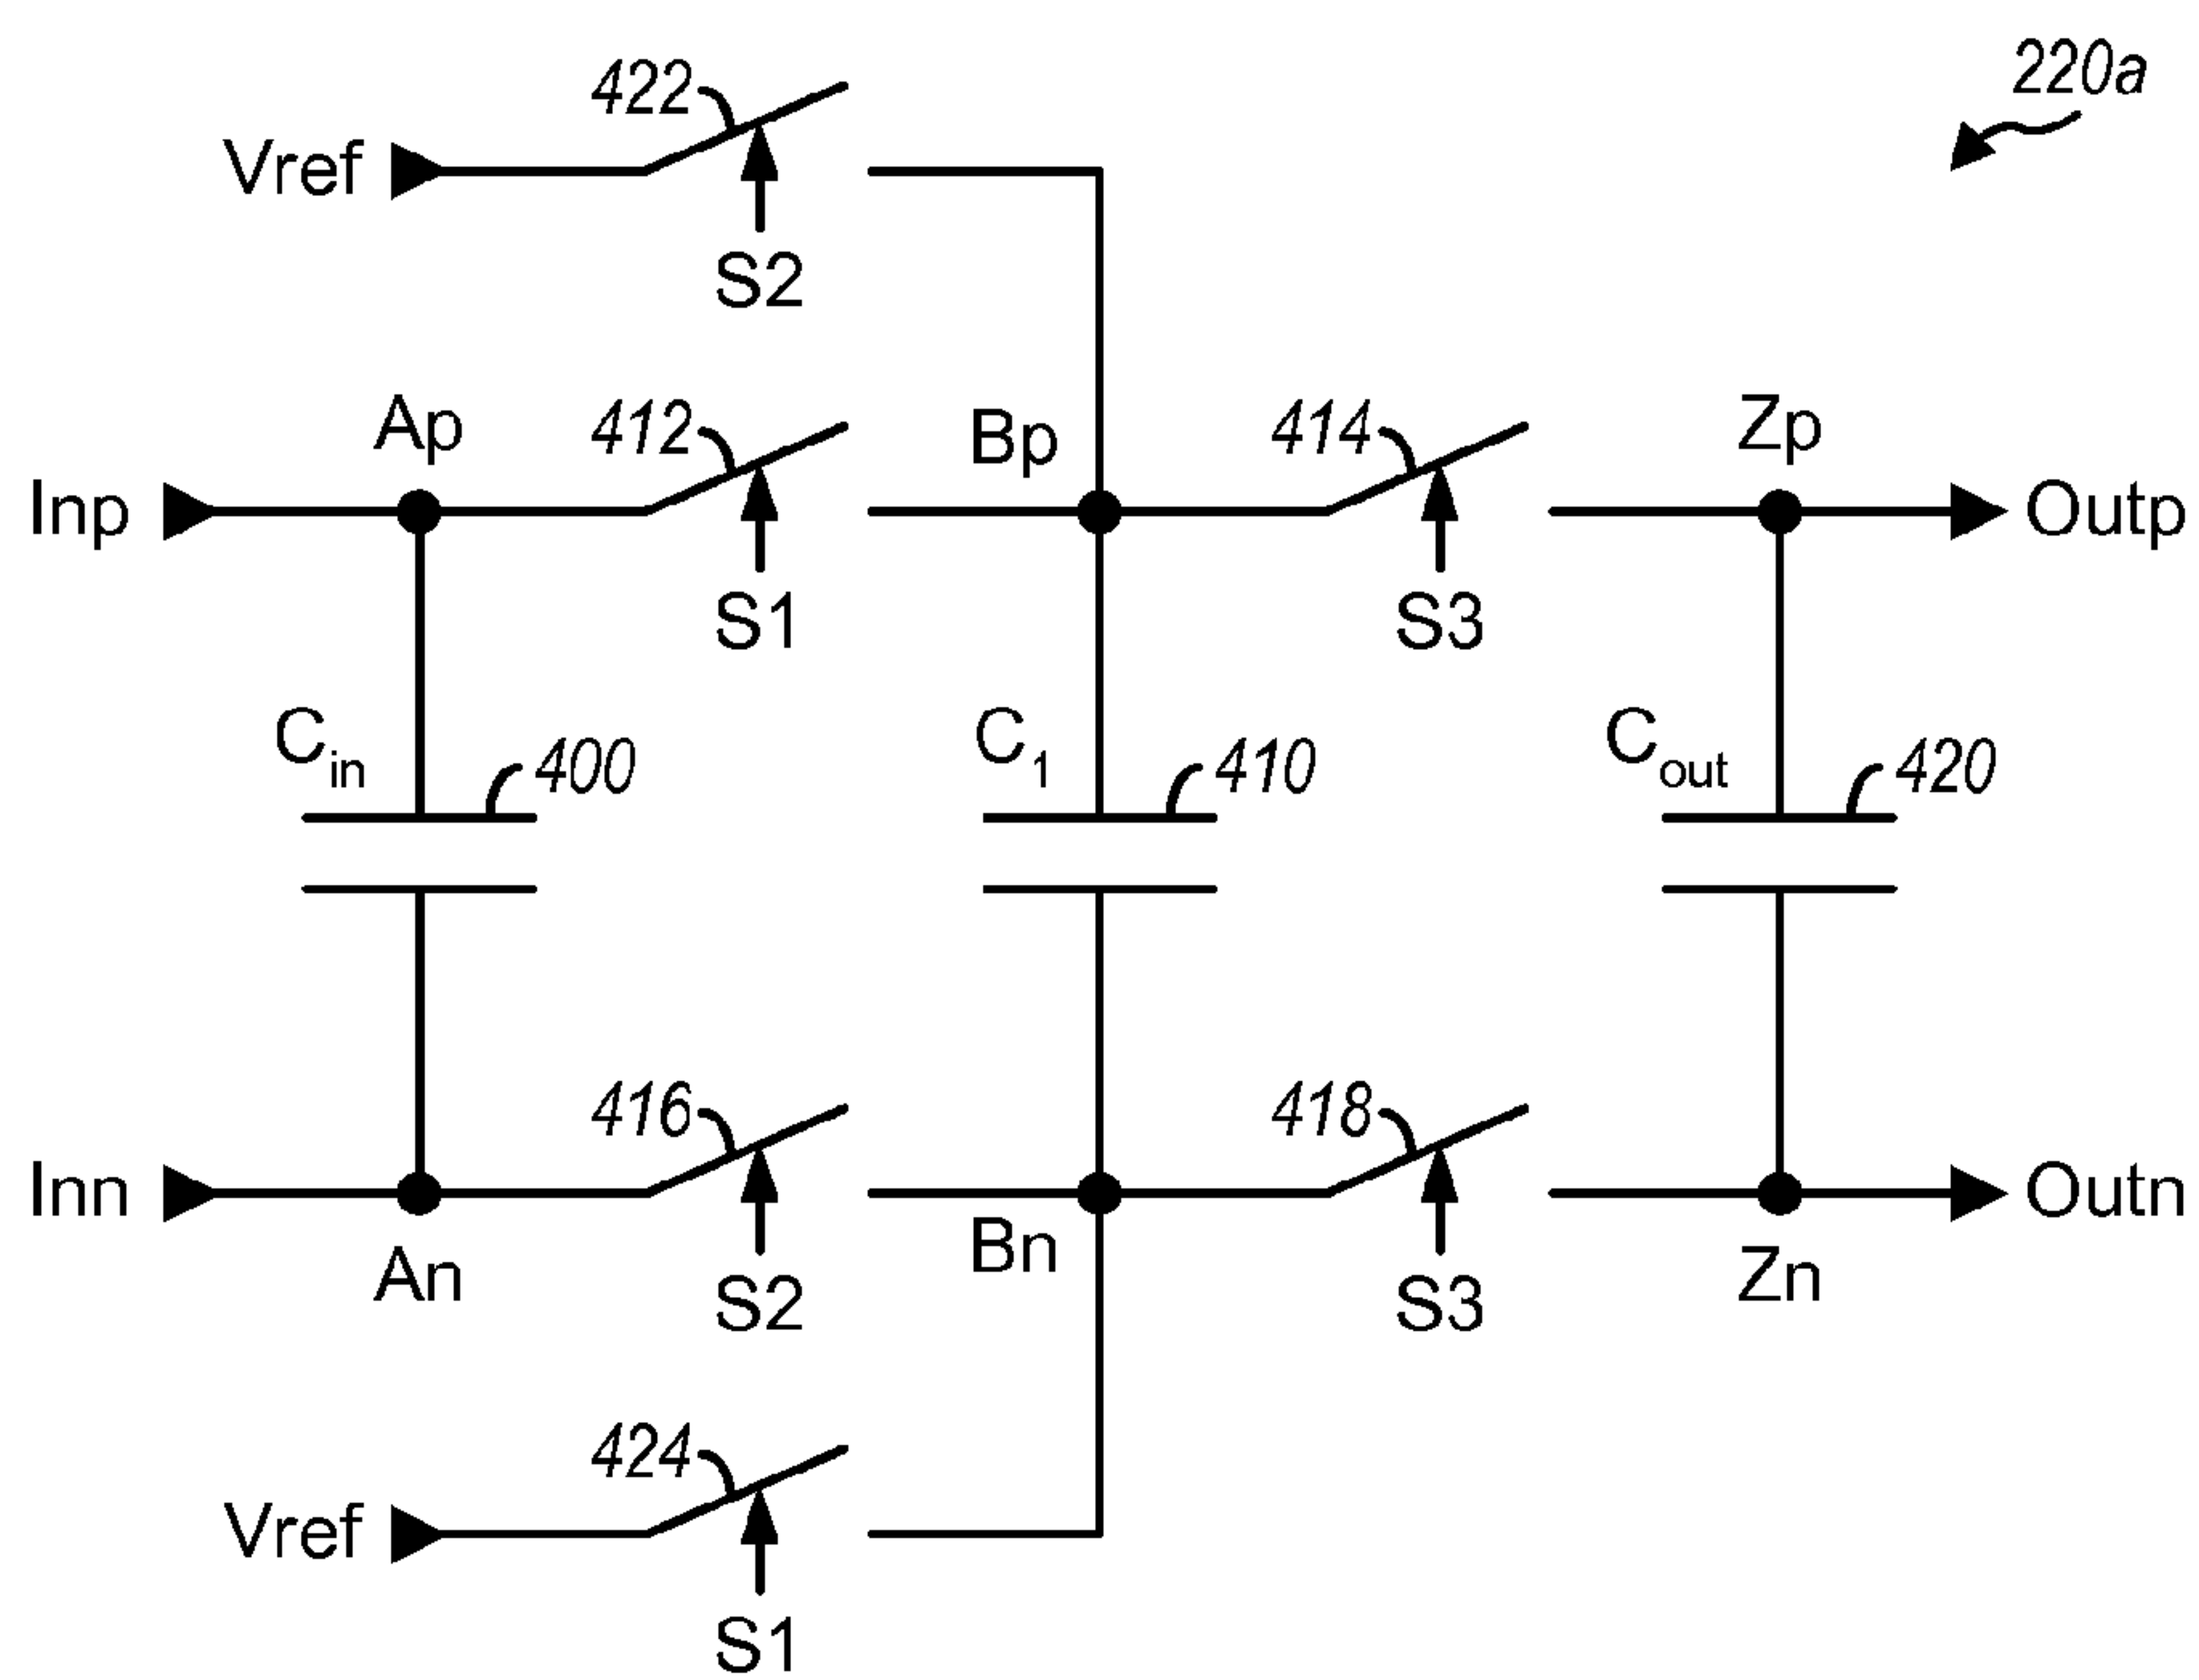 220a
422
Vref
S2
Ap 412 Bp 414 Zp
Inp Outp
S1 S3
Cin 400 C1 410 Cout 420
416 418
Inn Outn
An S2 Bn S3 Zn
424
Vref
S1